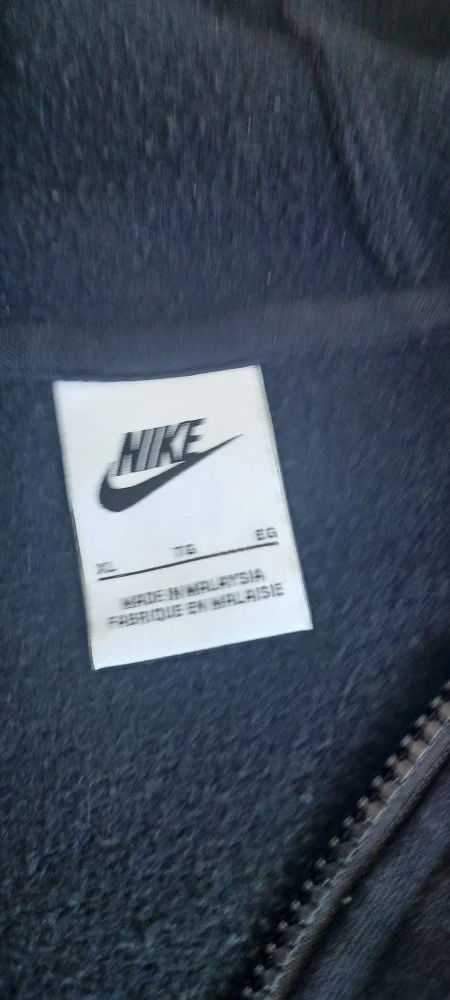 NIKE
XL TG EG
MADE IN MALAYSIA
FABRIQUE EN MALAISIE